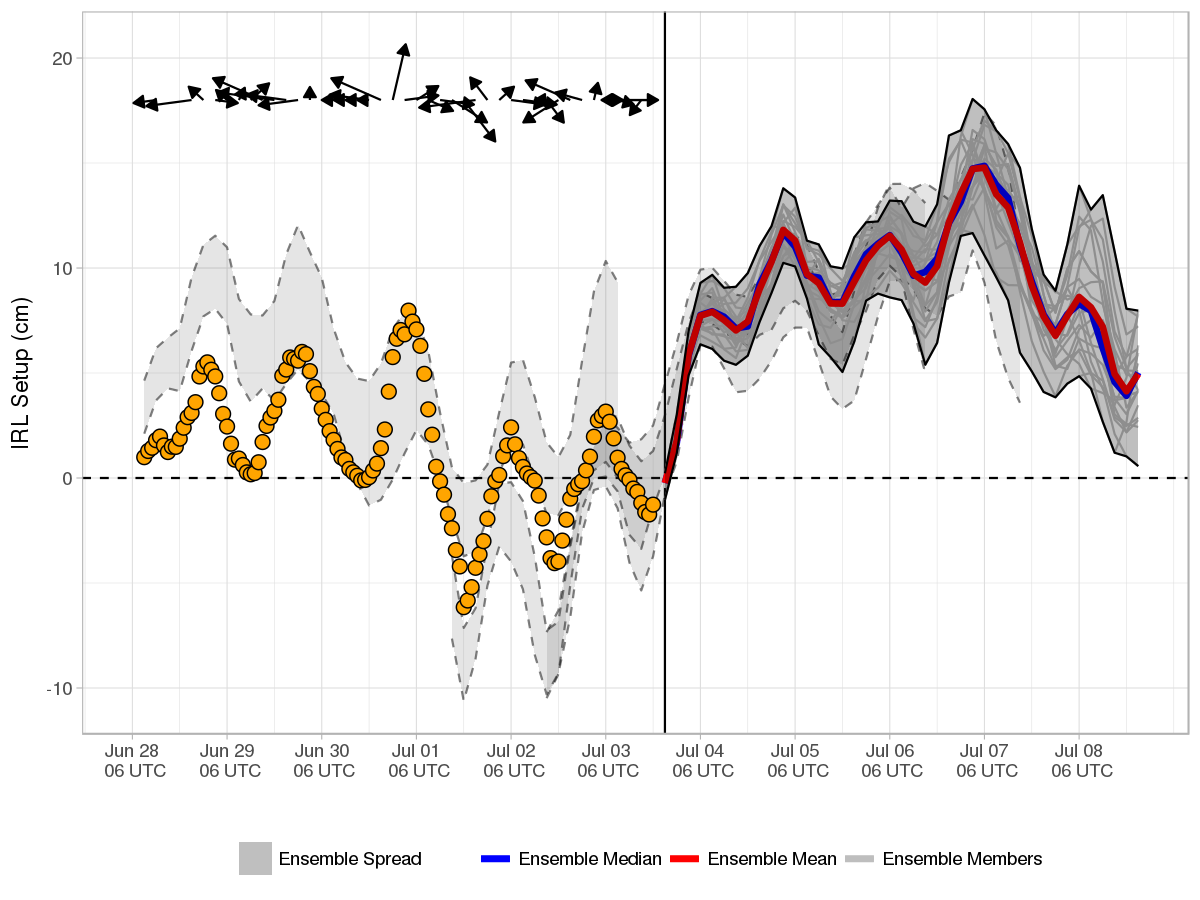 20
10
0
-10
IRL Setup (cm)
Jun 28 Jun 29 Jun 30 Jul 01 Jul 02 Jul 03 Jul 04 Jul 05 Jul 06 Jul 07 Jul 08
06 UTC 06 UTC 06 UTC 06 UTC 06 UTC 06 UTC 06 UTC 06 UTC 06 UTC 06 UTC 06 UTC
Ensemble Spread Ensemble Median Ensemble Mean Ensemble Members